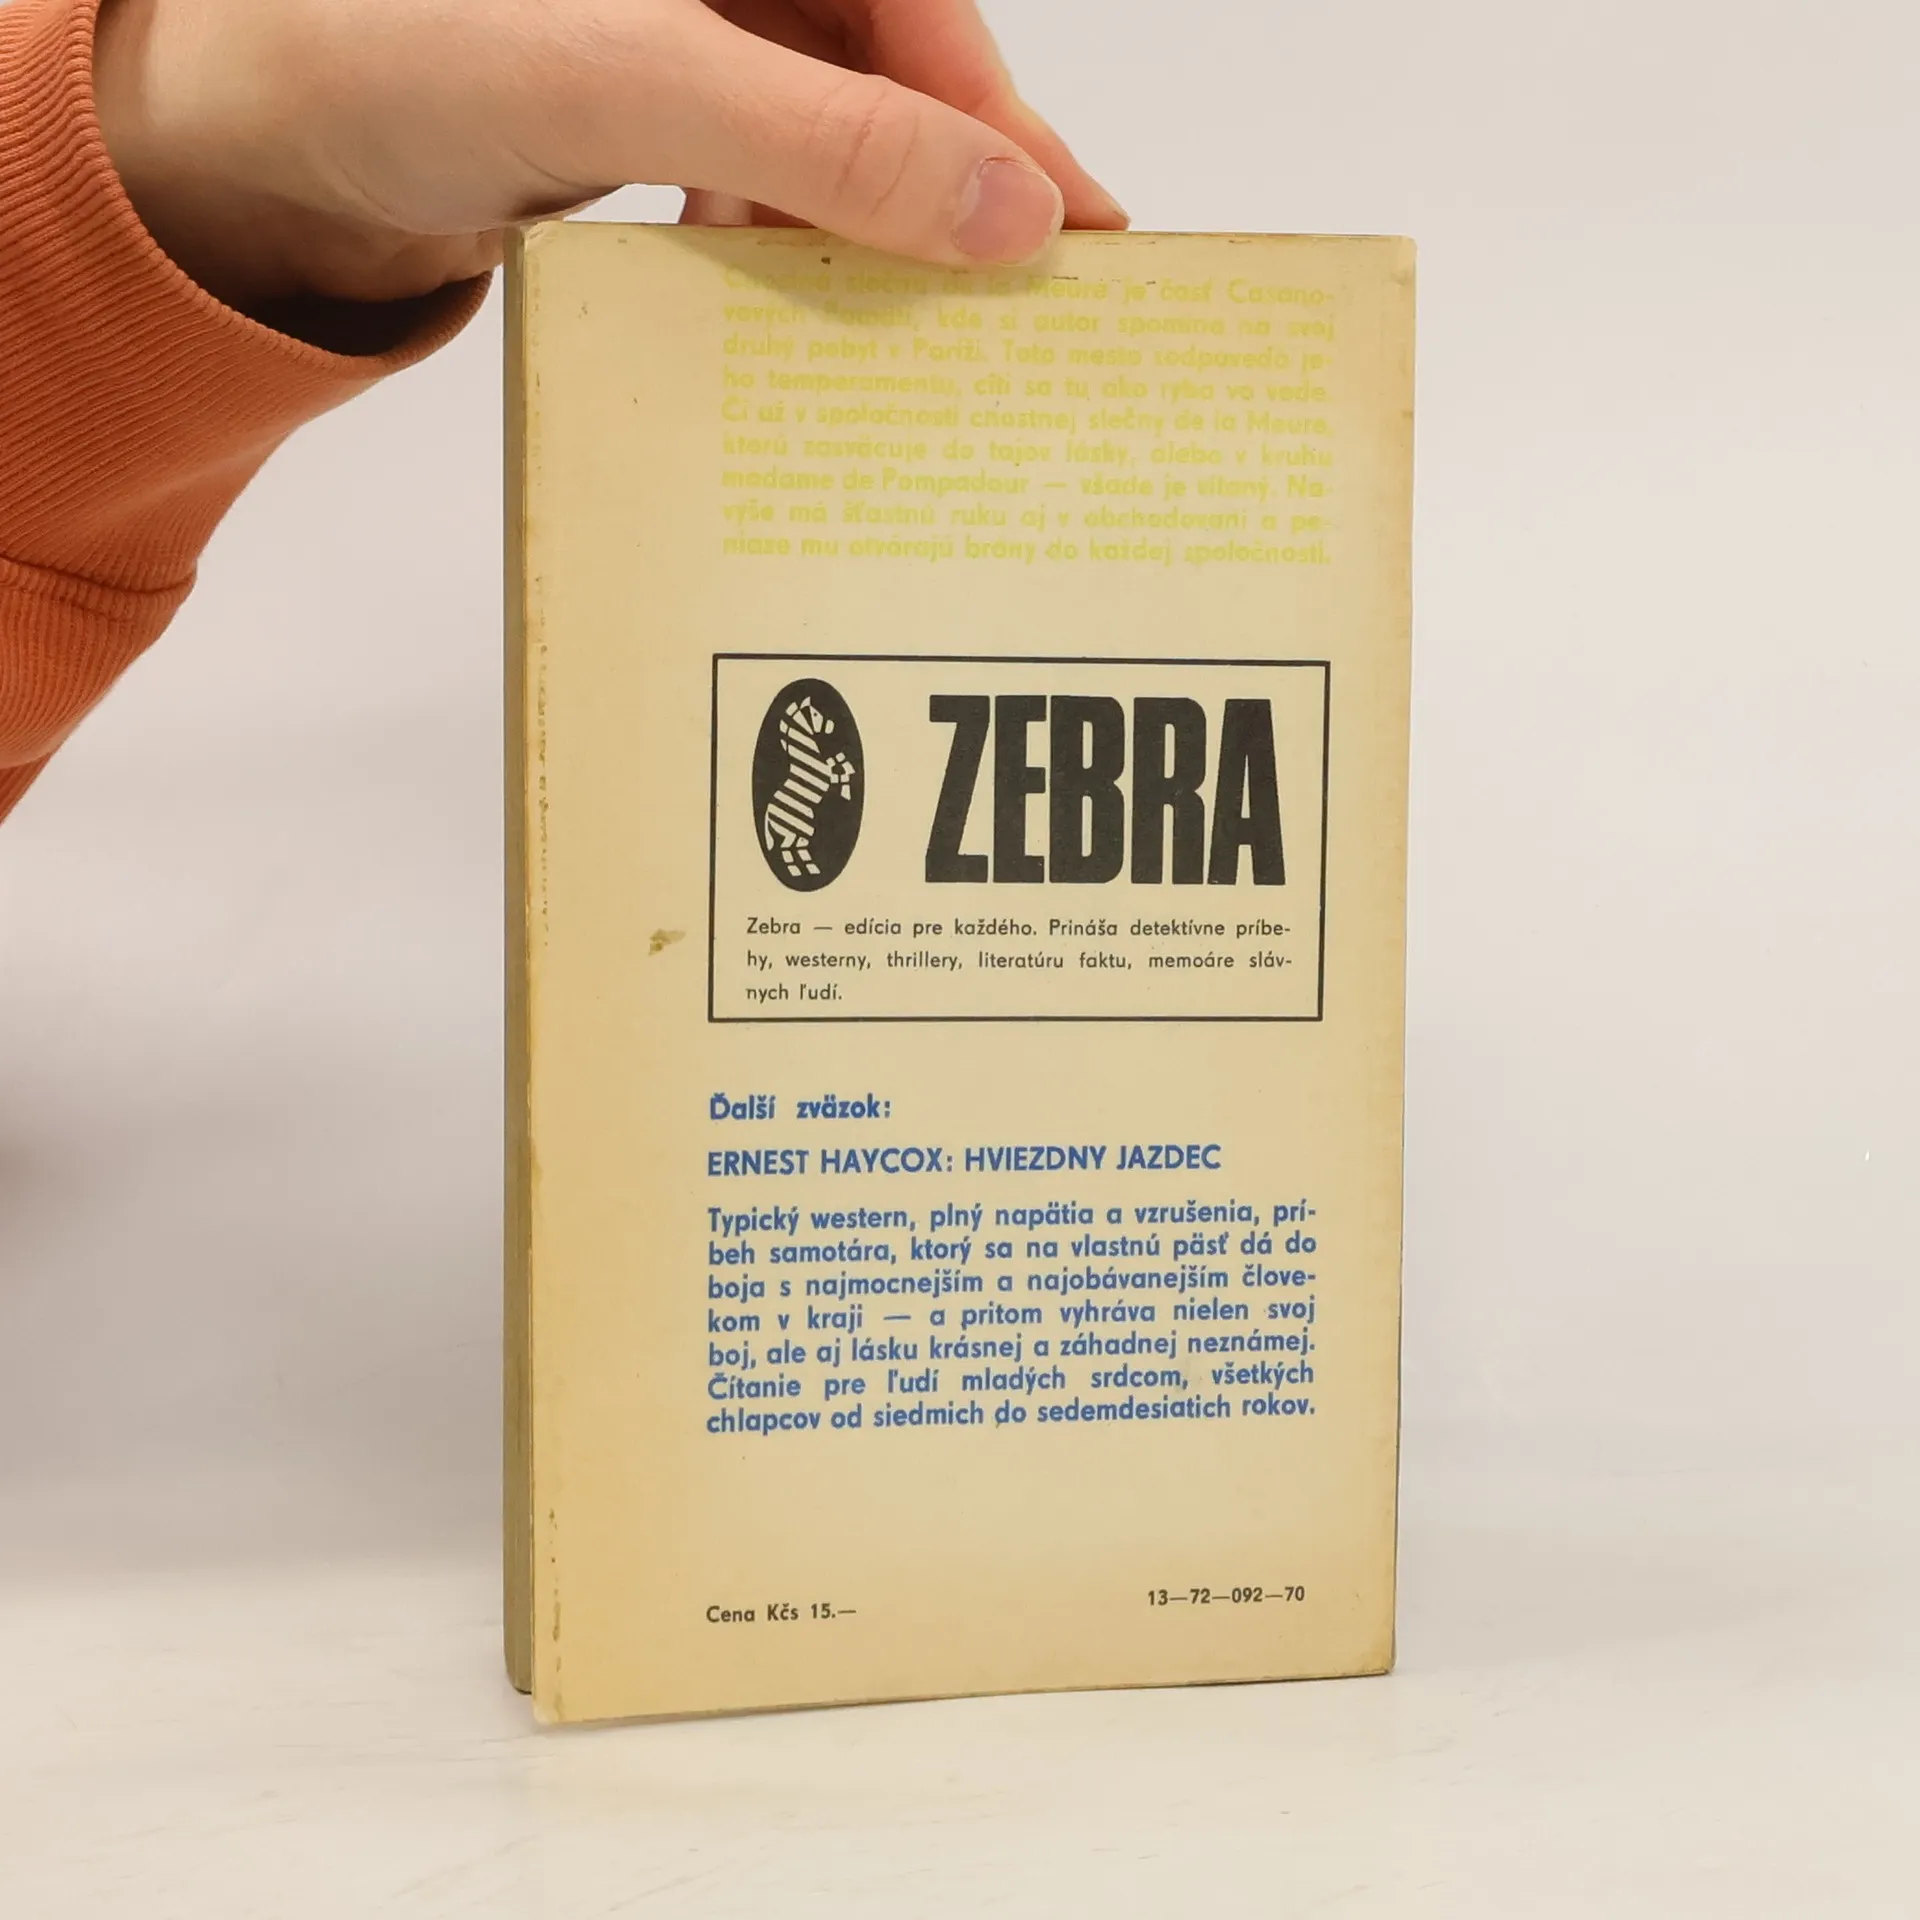 Cnostná slečna de la Meure je časť Casano-
vových Pamätí, kde si autor spomína na svoj
druhý pobyt v Paríži. Toto mesto zodpovedá je-
ho temperamentu, cíti sa tu ako ryba vo vode.
Či už v spoločnosti cnostnej slečny de la Meure,
ktorú zasväcuje do tajov lásky, alebo v kruhu
madame de Pompadour — všade je vítaný. Na-
vyše má šťastnú ruku aj v obchodovaní a pe-
niaze mu otvárajú brány do každej spoločnosti.
ZEBRA
Zebra — edícia pre každého. Prináša detektívne príbe-
hy, westerny, thrillery, literatúru faktu, memoáre sláv-
nych ľudí.
Ďalší zväzok:
ERNEST HAYCOX: HVIEZDNY JAZDEC
Typický western, plný napätia a vzrušenia, prí-
beh samotára, ktorý sa na vlastnú päsť dá do
boja s najmocnejším a najobávanejším člove-
kom v kraji — a pritom vyhráva nielen svoj
boj, ale aj lásku krásnej a záhadnej neznámej.
Čítanie pre ľudí mladých srdcom, všetkých
chlapcov od siedmich do sedemdesiatich rokov.
Cena Kčs 15.—
13—72—092—70